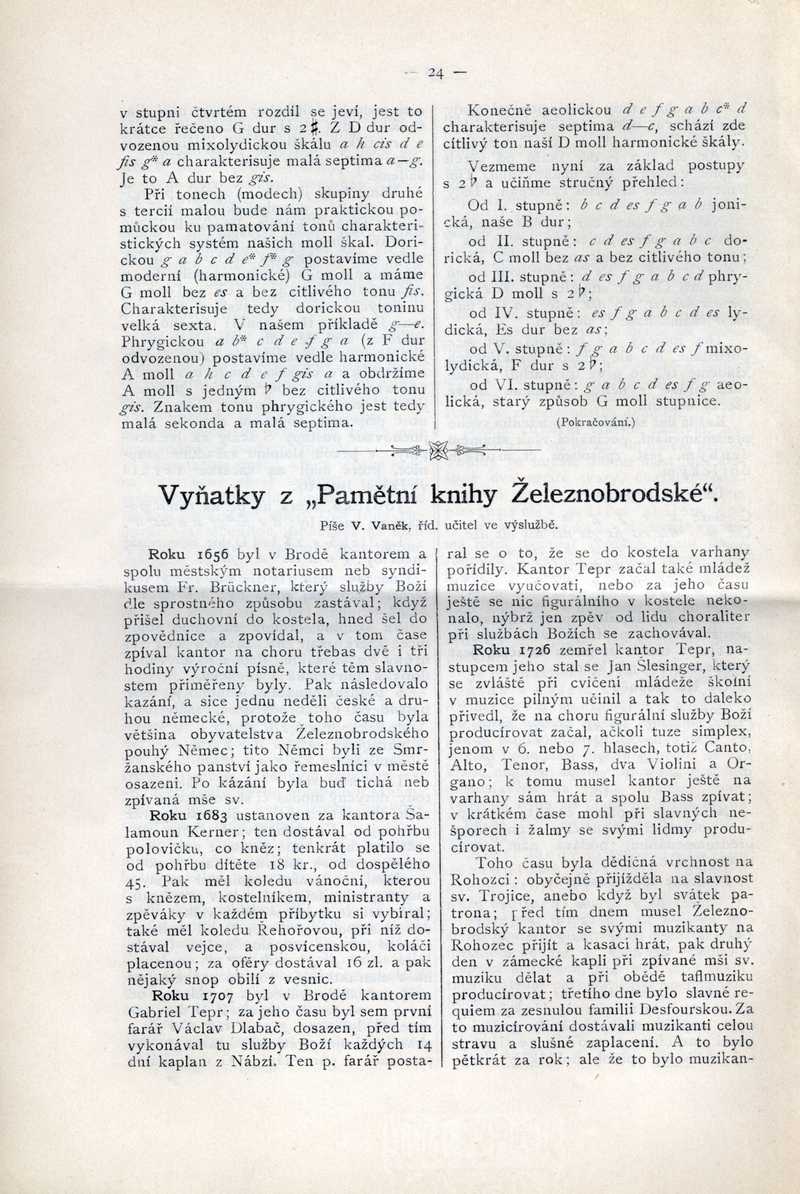 — 24 —
v stupni čtvrtém rozdíl se jeví, jest to
krátce řečeno G dur s 2 ♯. Z D dur od-
vozenou mixolydickou škálu a h cis d e
fis g* a charakterisuje malá septima a—g.
Je to A dur bez gis.
Při tonech (modech) skupiny druhé
s tercií malou bude nám praktickou po-
můckou ku pamatování tonů charakteri-
stických systém našich moll škal. Dori-
ckou g a b c d e* f* g postavíme vedle
moderní (harmonické) G moll a máme
G moll bez es a bez citlivého tonu fis.
Charakterisuje tedy dorickou toninu
velká sexta. V našem příkladě g—e.
Phrygickou a b* c d e f g a (z F dur
odvozenou) postavíme vedle harmonické
A moll a h c d e f gis a a obdržíme
A moll s jedným ♭ bez citlivého tonu
gis. Znakem tonu phrygického jest tedy
malá sekonda a malá septima.
Konečně aeolickou d e f g a b c* d
charakterisuje septima d—c, schází zde
cítlivý ton naší D moll harmonické škály.
Vezmeme nyní za základ postupy
s 2 ♭ a učiňme stručný přehled:
Od I. stupně: b c d es f g a b joni-
cká, naše B dur;
od II. stupně: c d es f g a b c do-
rická, C moll bez as a bez citlivého tonu;
od III. stupně: d es f g a b c d phry-
gická D moll s 2 ♭;
od IV. stupně: es f g a b c d es ly-
dická, Es dur bez as;
od V. stupně: f g a b c d es f mixo-
lydická, F dur s 2 ♭;
od VI. stupně: g a b c d es f g aeo-
lická, starý způsob G moll stupnice.
(Pokračování.)
Vyňatky z „Pamětní knihy Železnobrodské“.
Píše V. Vaněk, říd. učitel ve výslužbě.
Roku 1656 byl v Brodě kantorem a
spolu městským notariusem neb syndi-
kusem Fr. Brückner, který služby Boží
dle sprostného způsobu zastával; když
přišel duchovní do kostela, hned šel do
zpovědnice a zpovídal, a v tom čase
zpíval kantor na choru třebas dvě i tři
hodiny výroční písně, které těm slavno-
stem přiměřeny byly. Pak následovalo
kazání, a sice jednu neděli české a dru-
hou německé, protože toho času byla
většina obyvatelstva Železnobrodského
pouhý Němec; tito Němci byli ze Smr-
žanského panství jako řemeslníci v městě
osazeni. Po kázání byla buď tichá neb
zpívaná mše sv.
Roku 1683 ustanoven za kantora Ša-
lamoun Kerner; ten dostával od pohřbu
polovičku, co kněz; tenkrát platilo se
od pohřbu dítěte 18 kr., od dospělého
45. Pak měl koledu vánoční, kterou
s knězem, kostelníkem, ministranty a
zpěváky v každém příbytku si vybíral;
také měl koledu Řehořovou, při níž do-
stával vejce, a posvícenskou, koláči
placenou; za oféry dostával 16 zl. a pak
nějaký snop obilí z vesnic.
Roku 1707 byl v Brodě kantorem
Gabriel Tepr; za jeho času byl sem první
farář Václav Dlabač, dosazen, před tím
vykonával tu služby Boží každých 14
dní kaplan z Nábzí. Ten p. farář posta-
ral se o to, že se do kostela varhany
pořídily. Kantor Tepr začal také mládež
muzice vyučovati, nebo za jeho času
ještě se nic figurálního v kostele neko-
nalo, nýbrž jen zpěv od lidu choraliter
při službách Božích se zachovával.
Roku 1726 zemřel kantor Tepr, na-
stupcem jeho stal se Jan Šlesinger, který
se zvláště při cvičení mládeže školní
v muzice pilným učinil a tak to daleko
přivedl, že na choru figurální služby Boží
producírovat začal, ačkoli tuze simplex,
jenom v 6. nebo 7. hlasech, totiž Canto,
Alto, Tenor, Bass, dva Violini a Or-
gano; k tomu musel kantor ještě na
varhany sám hrát a spolu Bass zpívat;
v krátkém čase mohl při slavných ne-
šporech i žalmy se svými lidmy produ-
círovat.
Toho času byla dědičná vrchnost na
Rohozci: obyčejně přijížděla na slavnost
sv. Trojice, anebo když byl svátek pa-
trona; před tím dnem musel Železno-
brodský kantor se svými muzikanty na
Rohozec přijít a kasaci hrát, pak druhý
den v zámecké kapli při zpívané mši sv.
muziku dělat a při obědě taflmuziku
producírovat; třetího dne bylo slavné re-
quiem za zesnulou familii Desfourskou. Za
to muzicírování dostávali muzikanti celou
stravu a slušné zaplacení. A to bylo
pětkrát za rok; ale že to bylo muzikan-